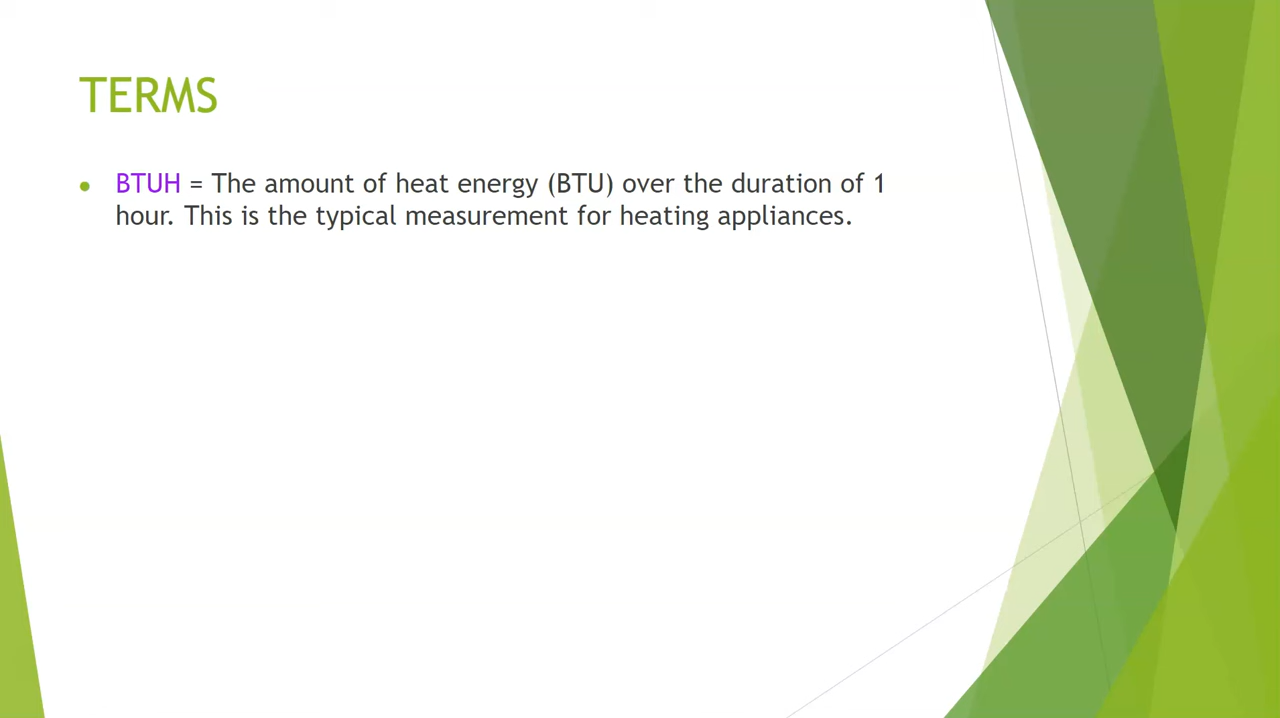 TERMS
BTUH = The amount of heat energy (BTU) over the duration of 1
hour. This is the typical measurement for heating appliances.